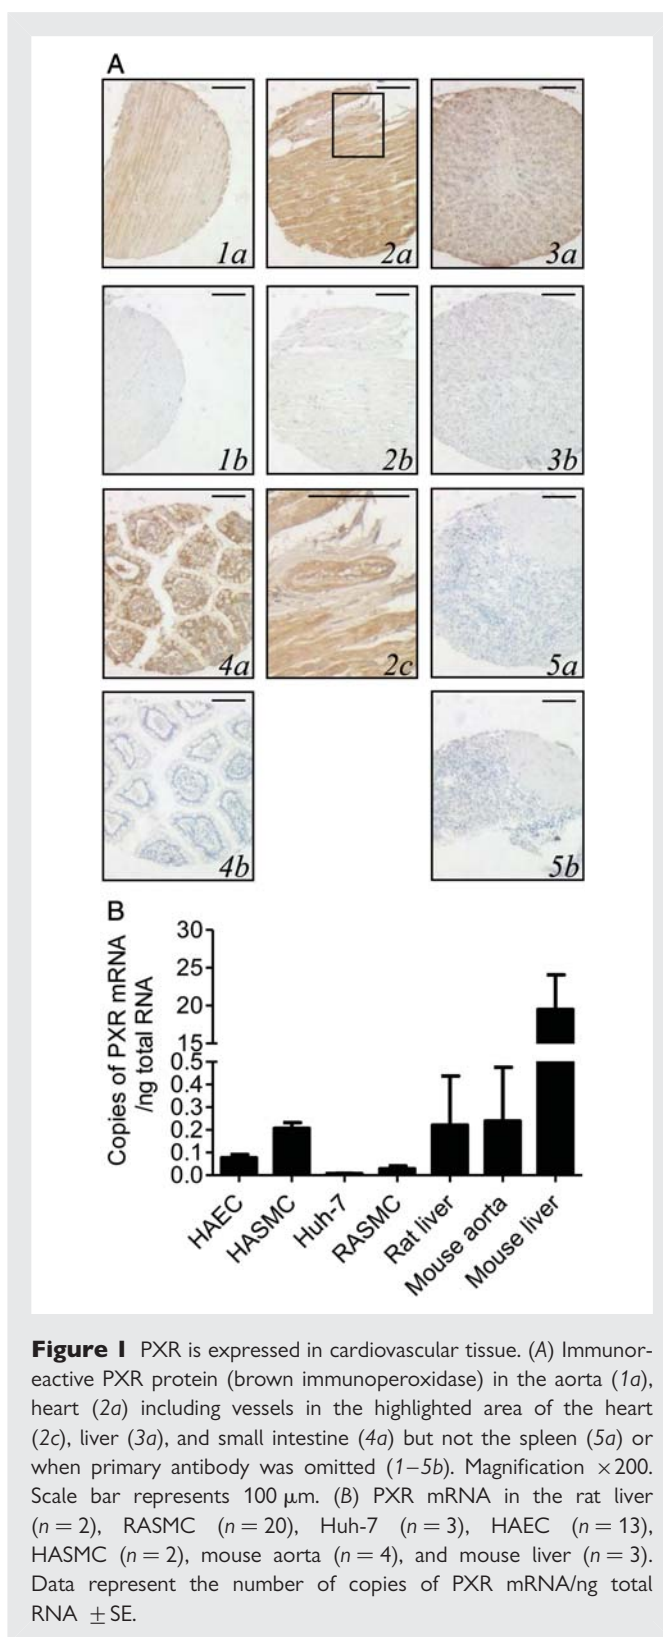 A
1a
2a
3a
1b
2b
3b
4a
2c
5a
4b
5b
B
Copies of PXR mRNA
/ng total RNA
30
25
20
15
0.5
0.4
0.3
0.2
0.1
0.0
HAEC
HASMC
Huh-7
RASMC
Rat liver
Mouse aorta
Mouse liver
Figure 1 PXR is expressed in cardiovascular tissue. (A) Immunor-
eactive PXR protein (brown immunoperoxidase) in the aorta (1a),
heart (2a) including vessels in the highlighted area of the heart
(2c), liver (3a), and small intestine (4a) but not the spleen (5a) or
when primary antibody was omitted (1–5b). Magnification ×200.
Scale bar represents 100 μm. (B) PXR mRNA in the rat liver
(n = 2), RASMC (n = 20), Huh-7 (n = 3), HAEC (n = 13),
HASMC (n = 2), mouse aorta (n = 4), and mouse liver (n = 3).
Data represent the number of copies of PXR mRNA/ng total
RNA ±SE.